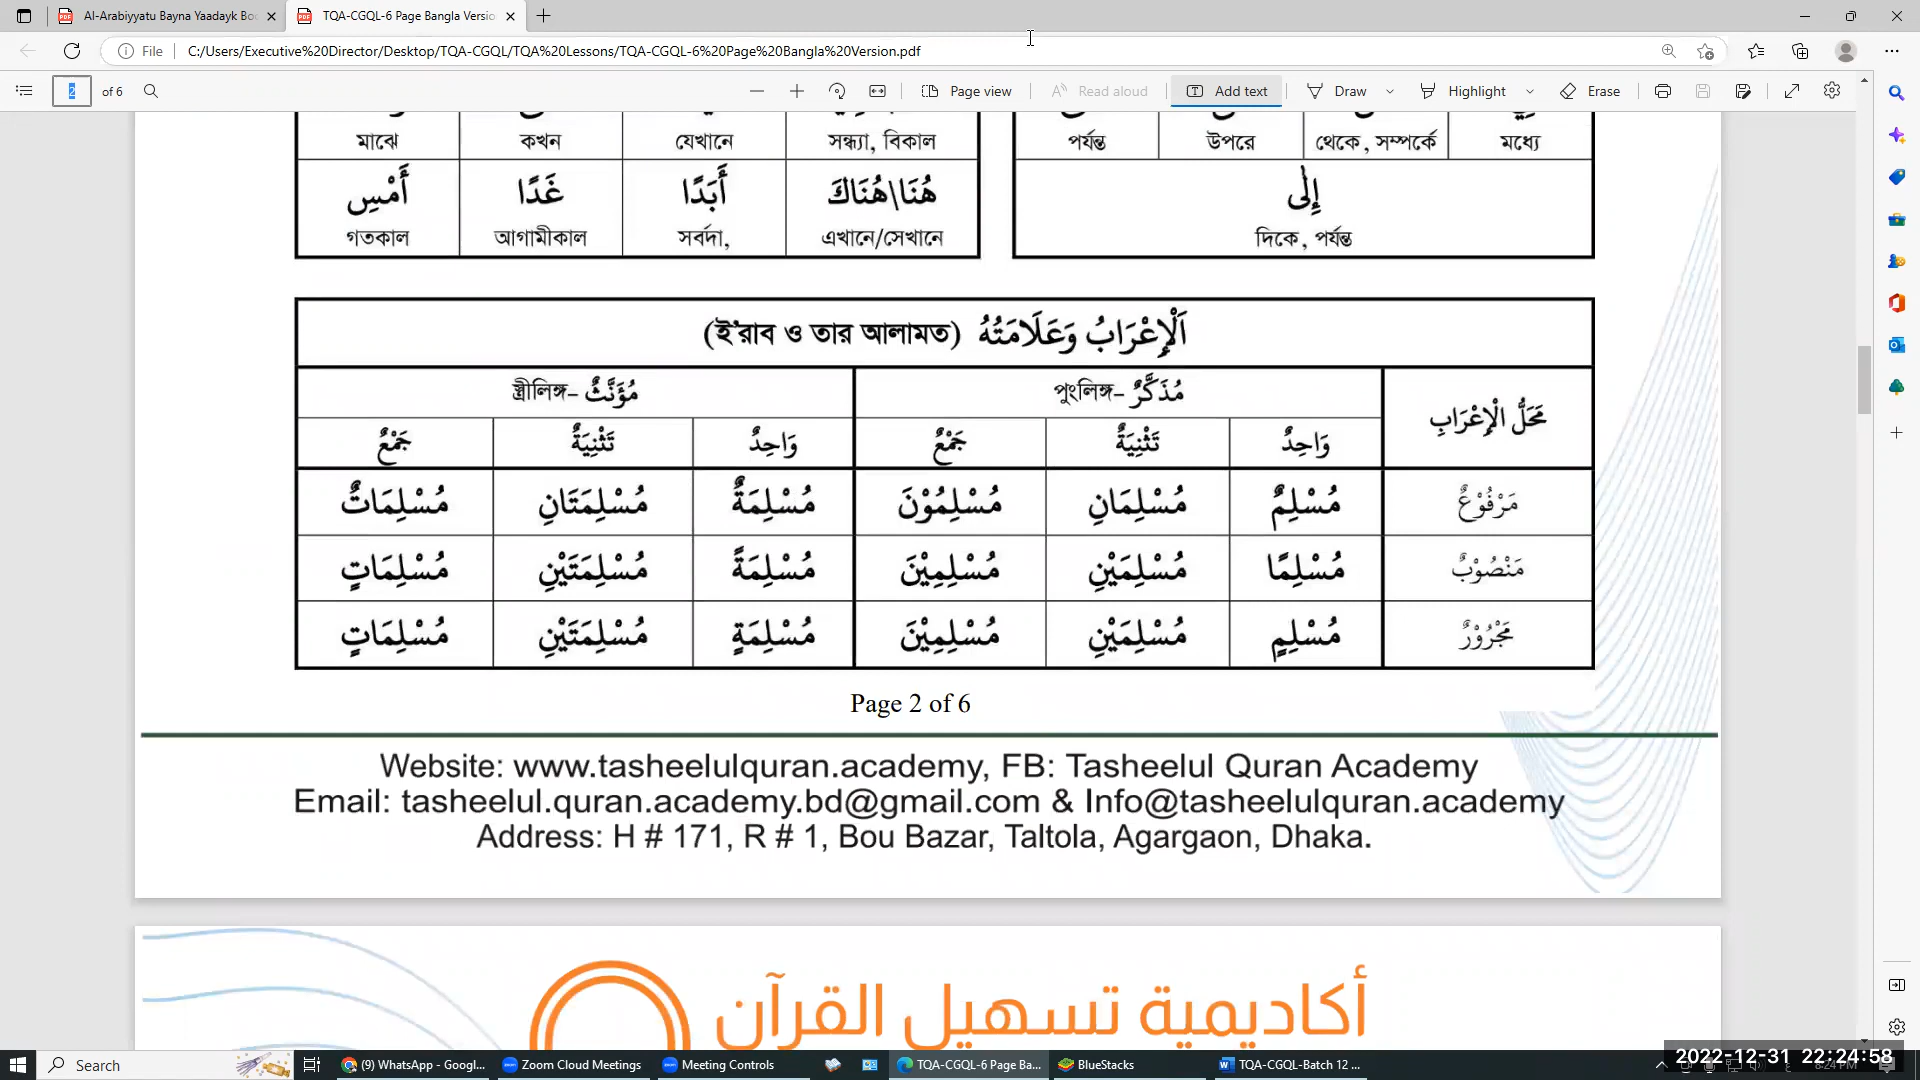 Al-Arabiyyatu Bayna Yaadayk Bo
TQA-CGQL-6 Page Bangla Versio
File C:/Users/Executive%20Director/Desktop/TQA-CGQL/TQA%20Lessons/TQA-CGQL-6%20Page%20Bangla%20Version.pdf
2 of 6 Page view Read aloud Add text Draw Highlight Erase
মাঝে কখন যেখানে সন্ধ্যা, বিকাল পর্যন্ত উপরে থেকে, সম্পর্কে মধ্যে
أَمْسِ غَدًا أَبَدًا هُنَا\هُنَاكَ إِلَى
গতকাল আগামীকাল সর্বদা, এখানে/সেখানে দিকে, পর্যন্ত
اَلْإِعْرَابُ وَعَلَامَتُهُ (ই'রাব ও তার আলামত)
مَحَلُّ الْإِعْرَابِ مُذَكَّرٌ-পুংলিঙ্গ مُؤَنَّثٌ-স্ত্রীলিঙ্গ
وَاحِدٌ تَثْنِيَةٌ جَمْعٌ وَاحِدٌ تَثْنِيَةٌ جَمْعٌ
مَرْفُوْعٌ مُسْلِمٌ مُسْلِمَانِ مُسْلِمُوْنَ مُسْلِمَةٌ مُسْلِمَتَانِ مُسْلِمَاتٌ
مَنْصُوْبٌ مُسْلِمًا مُسْلِمَيْنِ مُسْلِمِيْنَ مُسْلِمَةً مُسْلِمَتَيْنِ مُسْلِمَاتٍ
مَجْرُوْرٌ مُسْلِمٍ مُسْلِمَيْنِ مُسْلِمِيْنَ مُسْلِمَةٍ مُسْلِمَتَيْنِ مُسْلِمَاتٍ
Page 2 of 6
Website: www.tasheelulquran.academy, FB: Tasheelul Quran Academy
Email: tasheelul.quran.academy.bd@gmail.com & Info@tasheelulquran.academy
Address: H # 171, R # 1, Bou Bazar, Taltola, Agargaon, Dhaka.
أكاديمية تسهيل القرآن
Search (9) WhatsApp - Googl... Zoom Cloud Meetings Meeting Controls TQA-CGQL-6 Page Ba... BlueStacks TQA-CGQL-Batch 12 ...
2022-12-31 22:24:58
8:24 PM